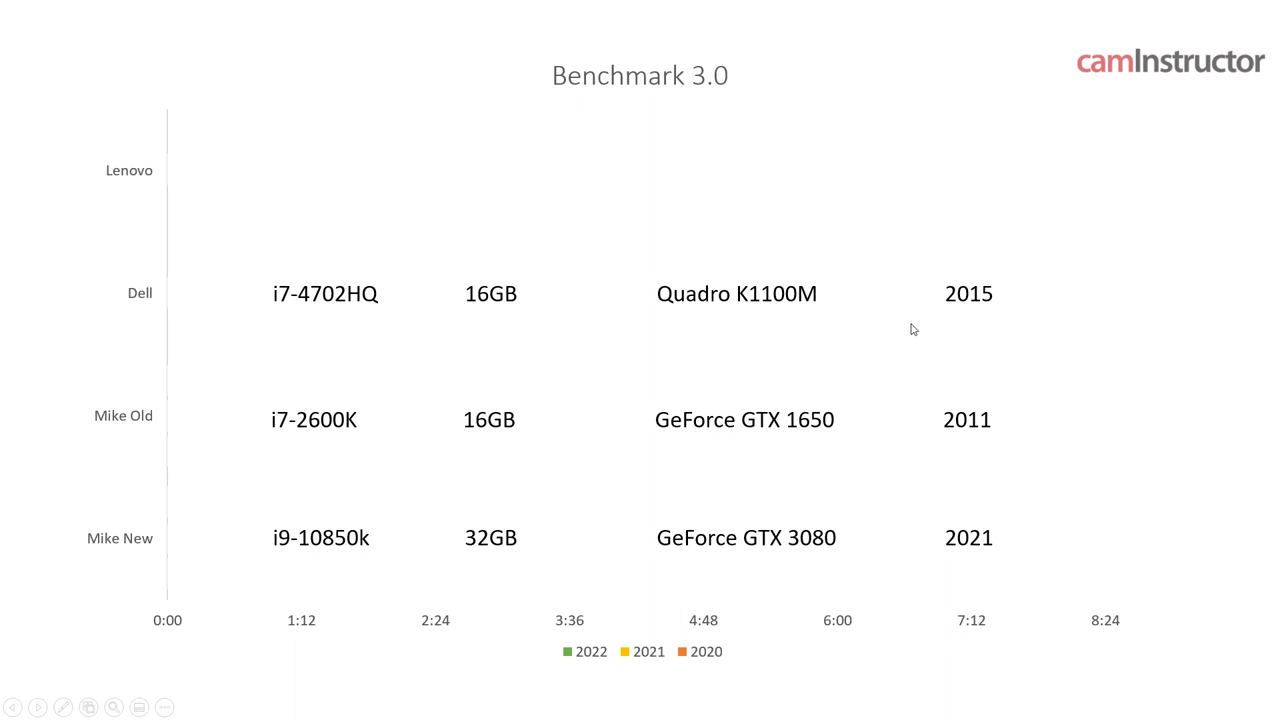 camInstructor
Benchmark 3.0
Lenovo
Dell i7-4702HQ 16GB Quadro K1100M 2015
Mike Old i7-2600K 16GB GeForce GTX 1650 2011
Mike New i9-10850k 32GB GeForce GTX 3080 2021
0:00 1:12 2:24 3:36 4:48 6:00 7:12 8:24
2022 2021 2020